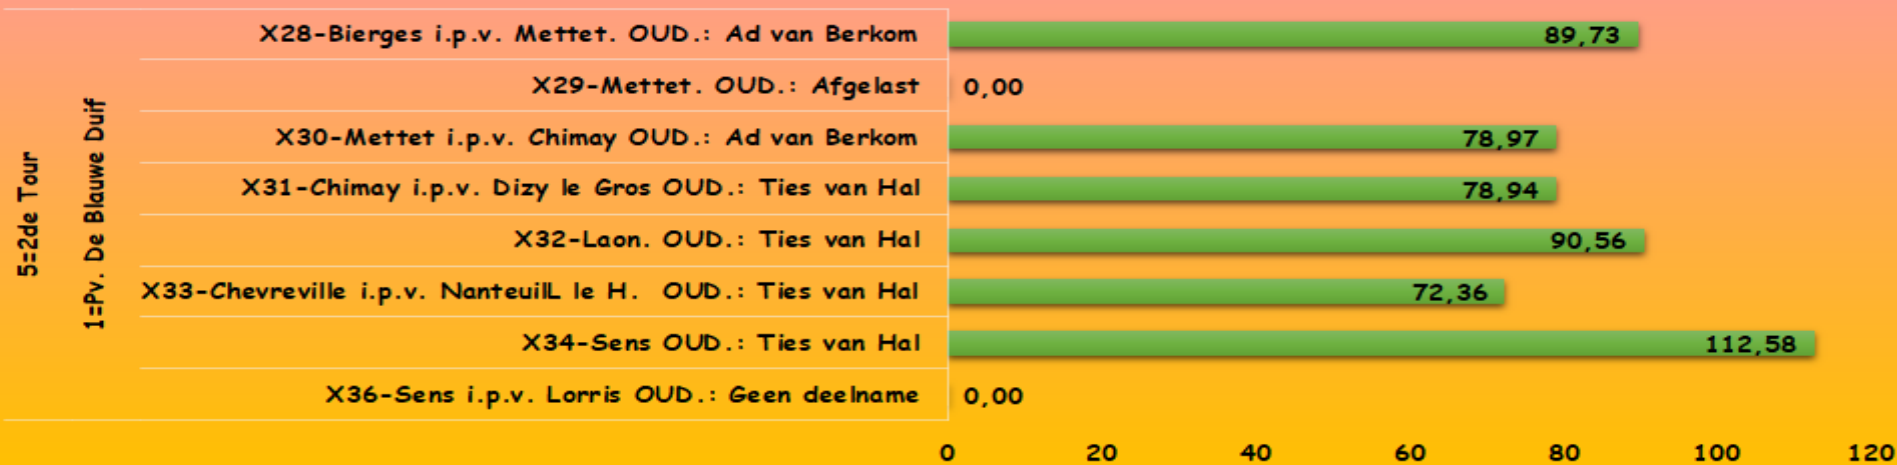 5=2de Tour
1=Pv. De Blauwe Duif
X28-Bierges i.p.v. Mettet. OUD.: Ad van Berkom 89,73
X29-Mettet. OUD.: Afgelast 0,00
X30-Mettet i.p.v. Chimay OUD.: Ad van Berkom 78,97
X31-Chimay i.p.v. Dizy le Gros OUD.: Ties van Hal 78,94
X32-Laon. OUD.: Ties van Hal 90,56
X33-Chevreville i.p.v. NanteuilL le H. OUD.: Ties van Hal 72,36
X34-Sens OUD.: Ties van Hal 112,58
X36-Sens i.p.v. Lorris OUD.: Geen deelname 0,00
0 20 40 60 80 100 120